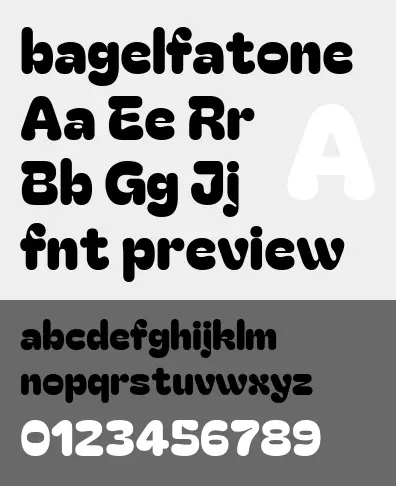 bagelfatone
Aa Ee Rr
A
Bb Gg Jj
fnt preview
abcdefghijklm
nopqrstuvwxyz
0123456789